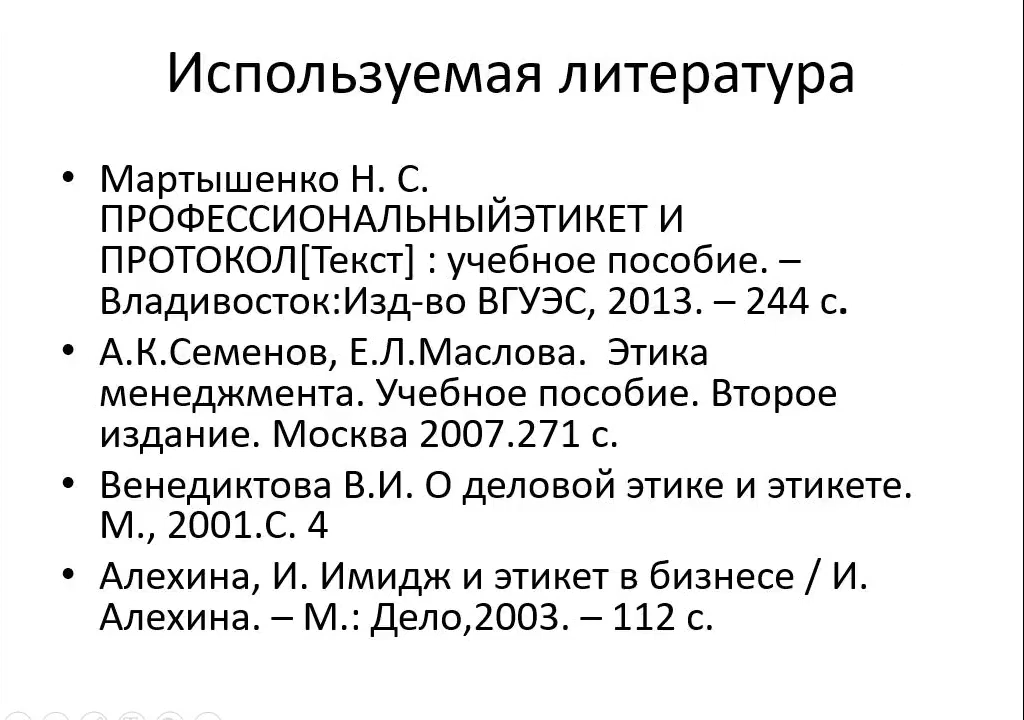 Используемая литература
• Мартышенко Н. С.
ПРОФЕССИОНАЛЬНЫЙЭТИКЕТ И
ПРОТОКОЛ[Текст] : учебное пособие. –
Владивосток:Изд-во ВГУЭС, 2013. – 244 с.
• А.К.Семенов, Е.Л.Маслова.  Этика
менеджмента. Учебное пособие. Второе
издание. Москва 2007.271 с.
• Венедиктова В.И. О деловой этике и этикете.
М., 2001.С. 4
• Алехина, И. Имидж и этикет в бизнесе / И.
Алехина. – М.: Дело,2003. – 112 с.